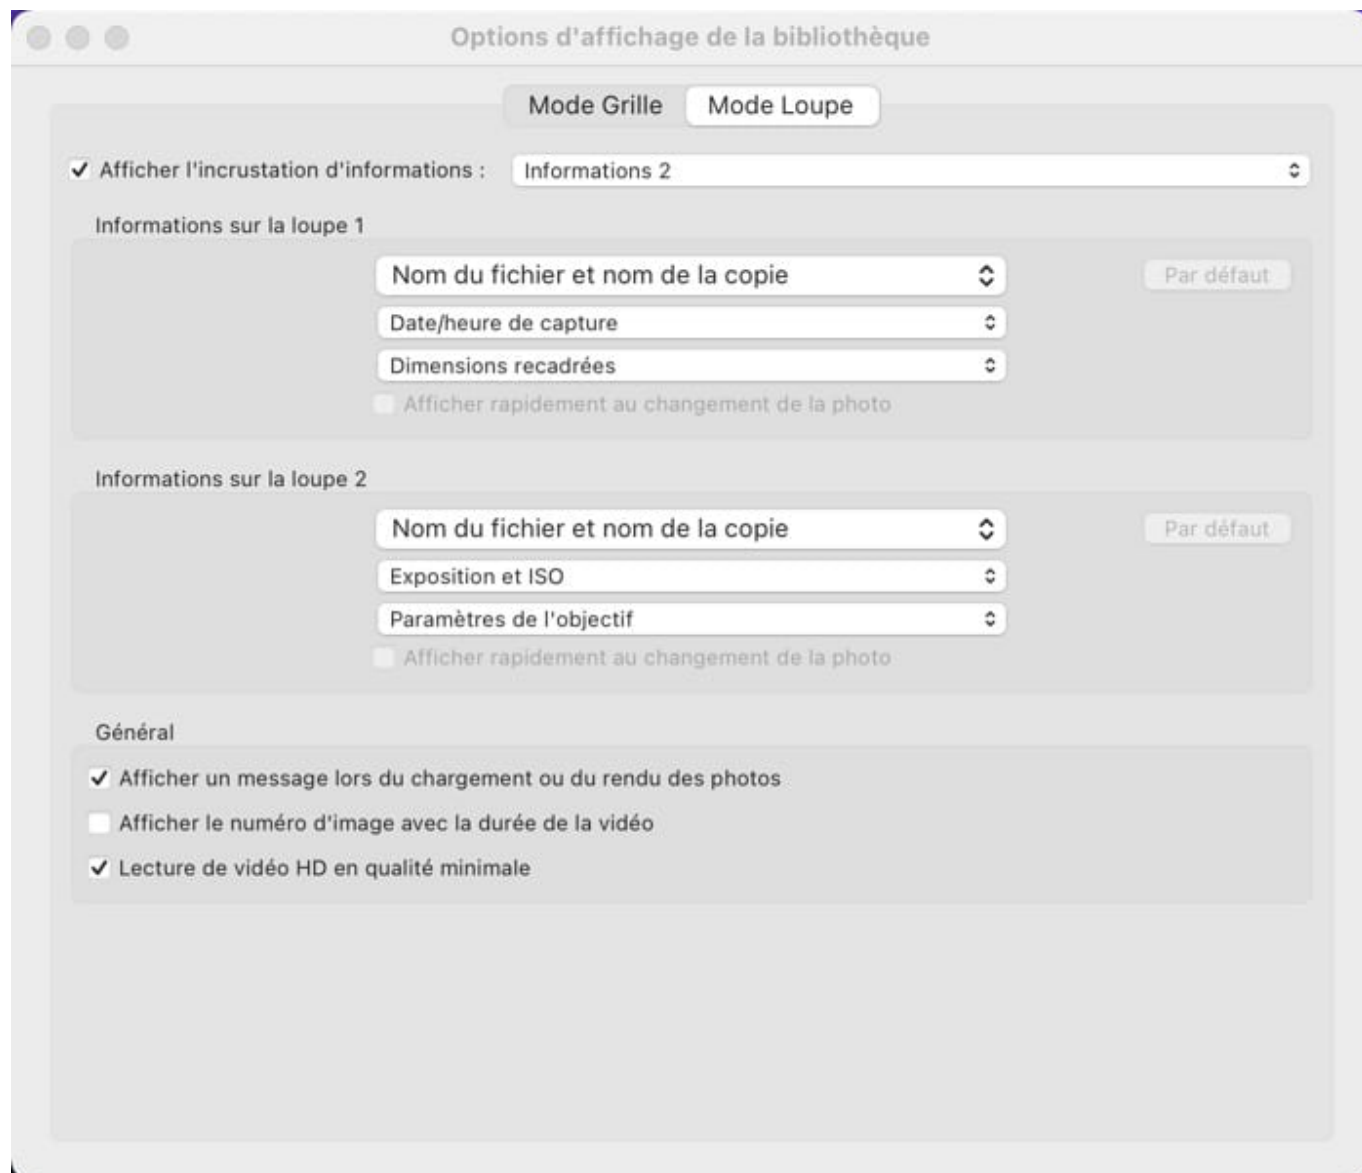 Options d'affichage de la bibliothèque
Mode Grille Mode Loupe
Afficher l'incrustation d'informations : Informations 2
Informations sur la loupe 1
Nom du fichier et nom de la copie Par défaut
Date/heure de capture
Dimensions recadrées
Afficher rapidement au changement de la photo
Informations sur la loupe 2
Nom du fichier et nom de la copie Par défaut
Exposition et ISO
Paramètres de l'objectif
Afficher rapidement au changement de la photo
Général
Afficher un message lors du chargement ou du rendu des photos
Afficher le numéro d'image avec la durée de la vidéo
Lecture de vidéo HD en qualité minimale